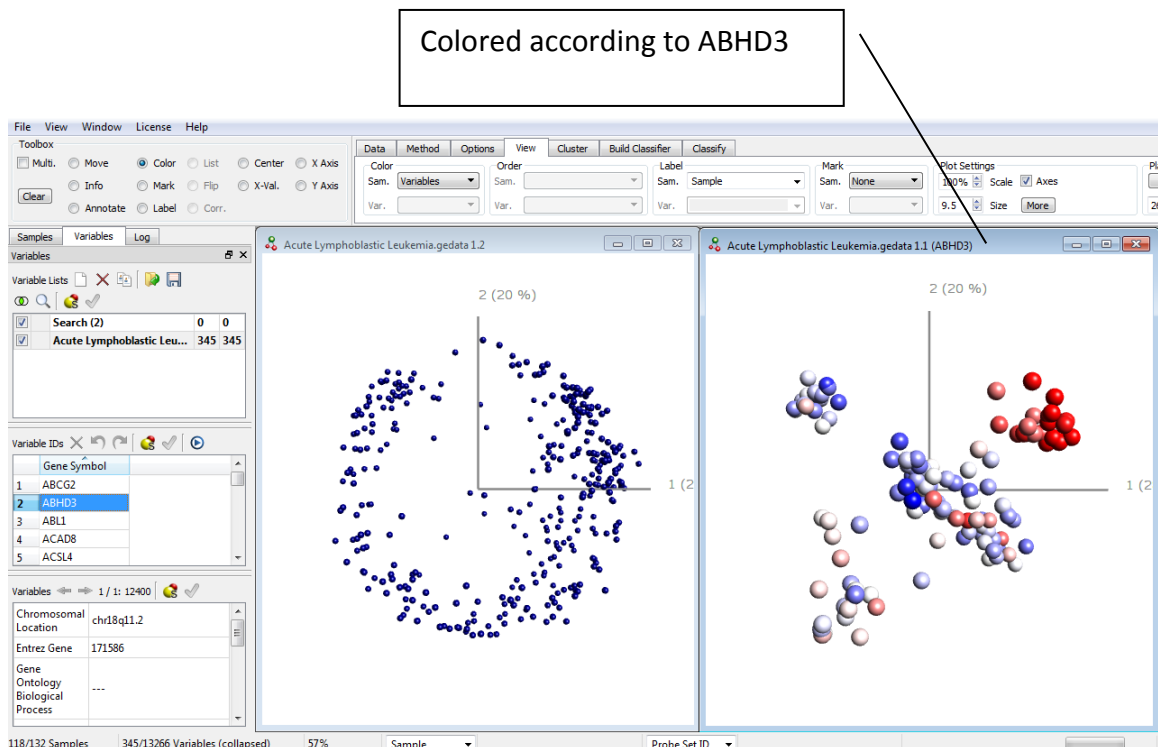 Colored according to ABHD3
File View Window License Help
Toolbox
Multi. Move Color List Center X Axis
Info Mark Flip X-Val. Y Axis
Clear
Annotate Label Corr.
Data Method Options View Cluster Build Classifier Classify
Color Order Label Mark Plot Settings
Sam. Variables Sam. Sam. Sample Sam. None 100% Scale Axes
Var. Var. Var. Var. 9.5 Size More
Samples Variables Log
Variables
Variable Lists
Search (2) 0 0
Acute Lymphoblastic Leu... 345 345
Variable IDs
Gene Symbol
1 ABCG2
2 ABHD3
3 ABL1
4 ACAD8
5 ACSL4
Variables 1 / 1: 12400
Chromosomal Location chr18q11.2
Entrez Gene 171586
Gene Ontology Biological Process ---
Acute Lymphoblastic Leukemia.gedata 1.2
2 (20 %)
1 (2
Acute Lymphoblastic Leukemia.gedata 1.1 (ABHD3)
2 (20 %)
1 (2
118/132 Samples 345/13266 Variables (collapsed) 57% Sample Probe Set ID